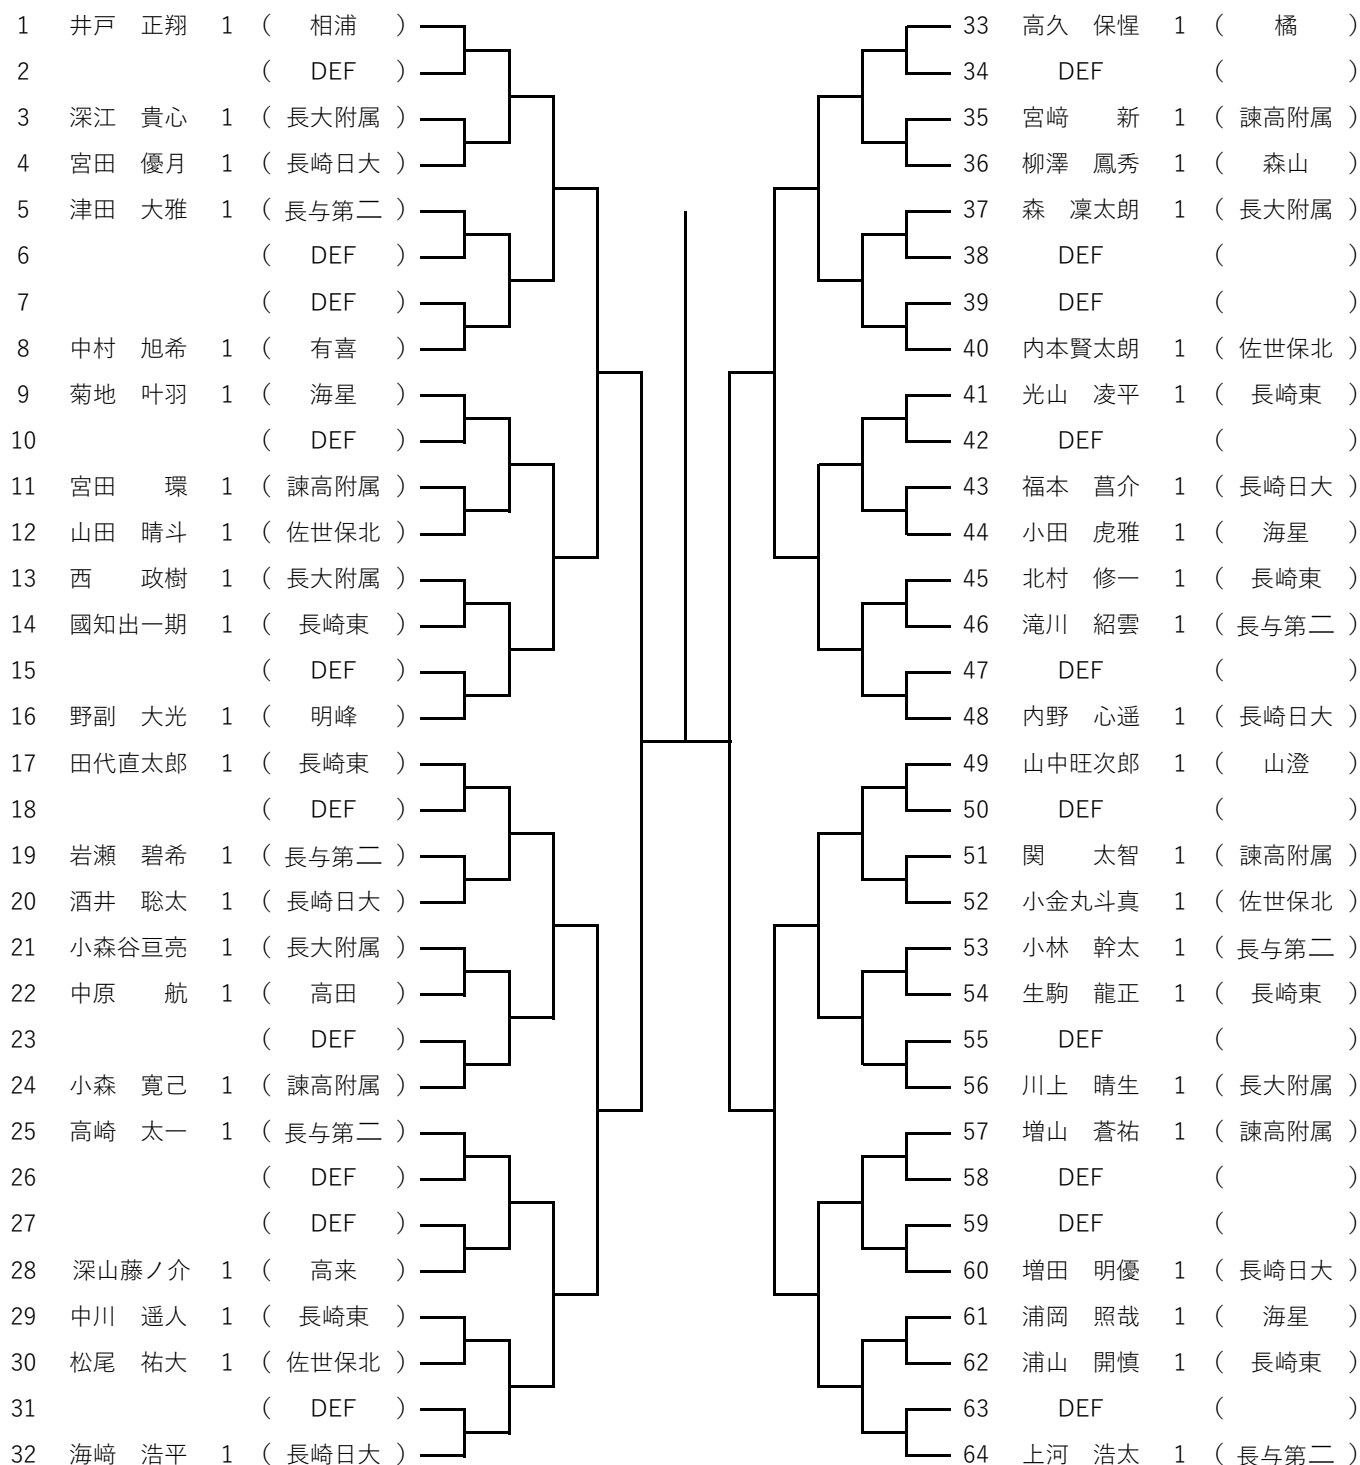 1 井戸 正翔 1 ( 相浦 )
2 ( DEF )
3 深江 貴心 1 ( 長大附属 )
4 宮田 優月 1 ( 長崎日大 )
5 津田 大雅 1 ( 長与第二 )
6 ( DEF )
7 ( DEF )
8 中村 旭希 1 ( 有喜 )
9 菊地 叶羽 1 ( 海星 )
10 ( DEF )
11 宮田 環 1 ( 諫高附属 )
12 山田 晴斗 1 ( 佐世保北 )
13 西 政樹 1 ( 長大附属 )
14 國知出一期 1 ( 長崎東 )
15 ( DEF )
16 野副 大光 1 ( 明峰 )
17 田代直太郎 1 ( 長崎東 )
18 ( DEF )
19 岩瀬 碧希 1 ( 長与第二 )
20 酒井 聡太 1 ( 長崎日大 )
21 小森谷亘亮 1 ( 長大附属 )
22 中原 航 1 ( 高田 )
23 ( DEF )
24 小森 寛己 1 ( 諫高附属 )
25 高崎 太一 1 ( 長与第二 )
26 ( DEF )
27 ( DEF )
28 深山藤ノ介 1 ( 高来 )
29 中川 遥人 1 ( 長崎東 )
30 松尾 祐大 1 ( 佐世保北 )
31 ( DEF )
32 海﨑 浩平 1 ( 長崎日大 )
33 高久 保惺 1 ( 橘 )
34 DEF ( )
35 宮﨑 新 1 ( 諫高附属 )
36 柳澤 鳳秀 1 ( 森山 )
37 森 凜太朗 1 ( 長大附属 )
38 DEF ( )
39 DEF ( )
40 内本賢太朗 1 ( 佐世保北 )
41 光山 凌平 1 ( 長崎東 )
42 DEF ( )
43 福本 菖介 1 ( 長崎日大 )
44 小田 虎雅 1 ( 海星 )
45 北村 修一 1 ( 長崎東 )
46 滝川 紹雲 1 ( 長与第二 )
47 DEF ( )
48 内野 心遥 1 ( 長崎日大 )
49 山中旺次郎 1 ( 山澄 )
50 DEF ( )
51 関 太智 1 ( 諫高附属 )
52 小金丸斗真 1 ( 佐世保北 )
53 小林 幹太 1 ( 長与第二 )
54 生駒 龍正 1 ( 長崎東 )
55 DEF ( )
56 川上 晴生 1 ( 長大附属 )
57 増山 蒼祐 1 ( 諫高附属 )
58 DEF ( )
59 DEF ( )
60 増田 明優 1 ( 長崎日大 )
61 浦岡 照哉 1 ( 海星 )
62 浦山 開慎 1 ( 長崎東 )
63 DEF ( )
64 上河 浩太 1 ( 長与第二 )